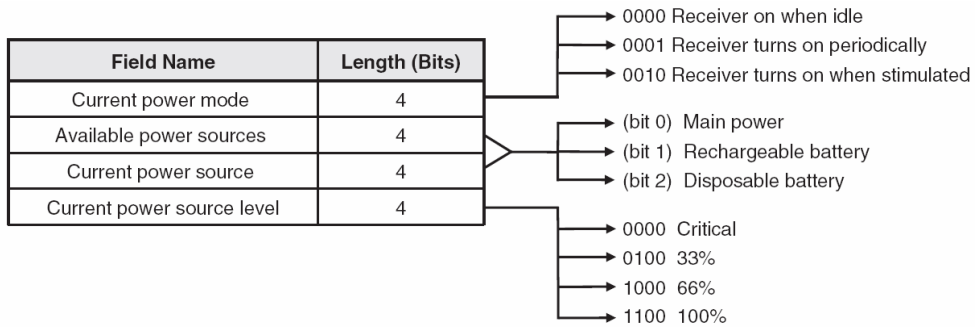 Field Name Length (Bits)
Current power mode 4
Available power sources 4
Current power source 4
Current power source level 4
0000 Receiver on when idle
0001 Receiver turns on periodically
0010 Receiver turns on when stimulated
(bit 0) Main power
(bit 1) Rechargeable battery
(bit 2) Disposable battery
0000 Critical
0100 33%
1000 66%
1100 100%